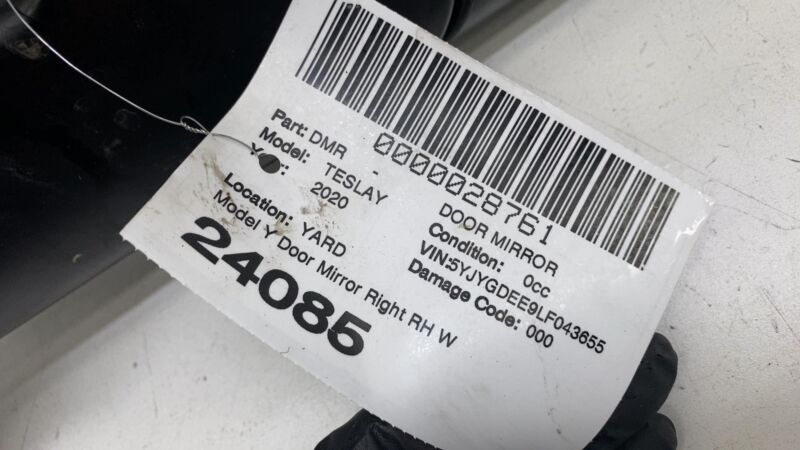 0000028761
Part: DMR - DOOR MIRROR
Model: TESLAY Condition: 0cc
2020 VIN:5YJYGDEE9LF043655
Location: YARD Damage Code: 000
Model Y Door Mirror Right RH W
24085